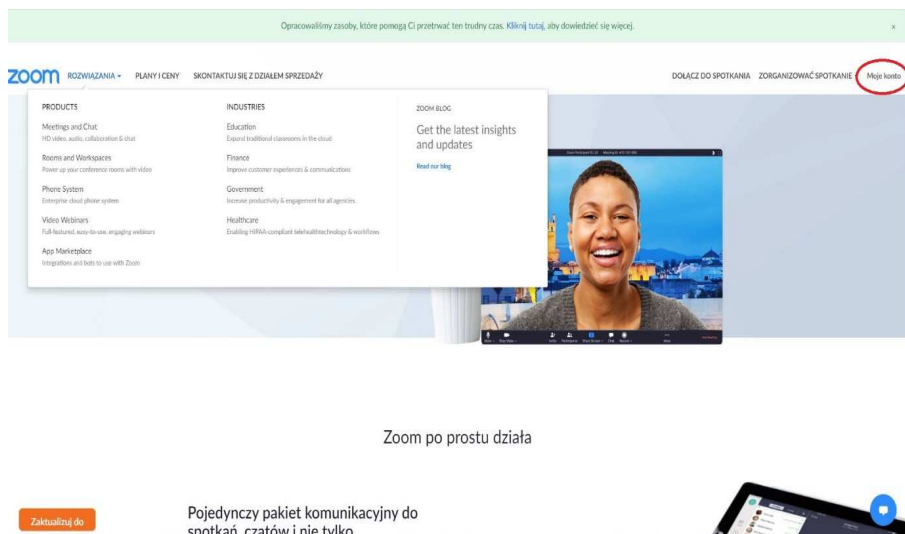 Opracowaliśmy zasoby, które pomogą Ci przetrwać ten trudny czas. Kliknij tutaj, aby dowiedzieć się więcej.
x
zoom ROZWIĄZANIA PLANY I CENY SKONTAKTUJ SIĘ Z DZIAŁEM SPRZEDAŻY DOŁĄCZ DO SPOTKANIA ZORGANIZOWAĆ SPOTKANIE Moje konto
PRODUCTS
Meetings and Chat
HD video, audio, collaboration & chat
Rooms and Workspaces
Power up your conference rooms with video
Phone System
Enterprise cloud phone system
Video Webinars
Full-featured, easy-to-use, engaging webinars
App Marketplace
Integrations and bots to use with Zoom
INDUSTRIES
Education
Expand traditional classrooms in the cloud
Finance
Improve customer experiences & communications
Government
Increase productivity & engagement for all agencies
Healthcare
Enabling HIPAA-compliant telehealthtechnology & workflows
ZOOM BLOG
Get the latest insights
and updates
Read our blog
Zoom po prostu działa
Zaktualizuj do
Pojedynczy pakiet komunikacyjny do
spotkań, czatów i nie tylko